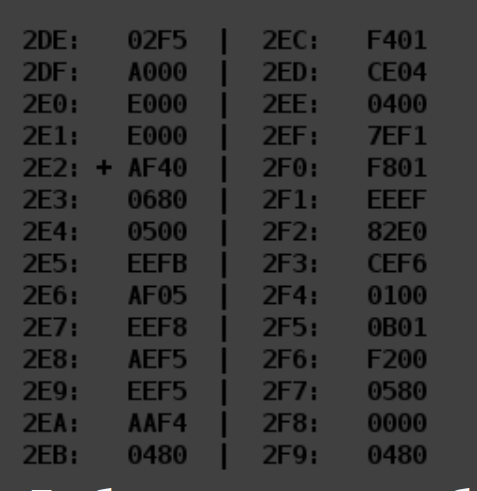 2DE: 02F5 | 2EC: F401
2DF: A000 | 2ED: CE04
2E0: E000 | 2EE: 0400
2E1: E000 | 2EF: 7EF1
2E2: + AF40 | 2F0: F801
2E3: 0680 | 2F1: EEEF
2E4: 0500 | 2F2: 82E0
2E5: EEFB | 2F3: CEF6
2E6: AF05 | 2F4: 0100
2E7: EEF8 | 2F5: 0B01
2E8: AEF5 | 2F6: F200
2E9: EEF5 | 2F7: 0580
2EA: AAF4 | 2F8: 0000
2EB: 0480 | 2F9: 0480